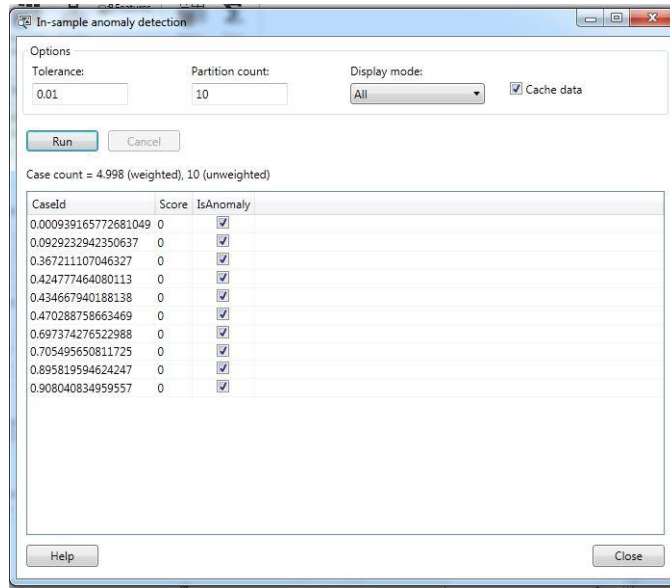 Features
In-sample anomaly detection
Options
Tolerance: Partition count: Display mode:
0.01 10 All Cache data
Run Cancel
Case count = 4.998 (weighted), 10 (unweighted)
CaseId Score IsAnomaly
0.000939165772681049 0
0.0929232942350637 0
0.367211107046327 0
0.424777464080113 0
0.434667940188138 0
0.470288758663469 0
0.697374276522988 0
0.705495650811725 0
0.895819594624247 0
0.908040834959557 0
Help Close